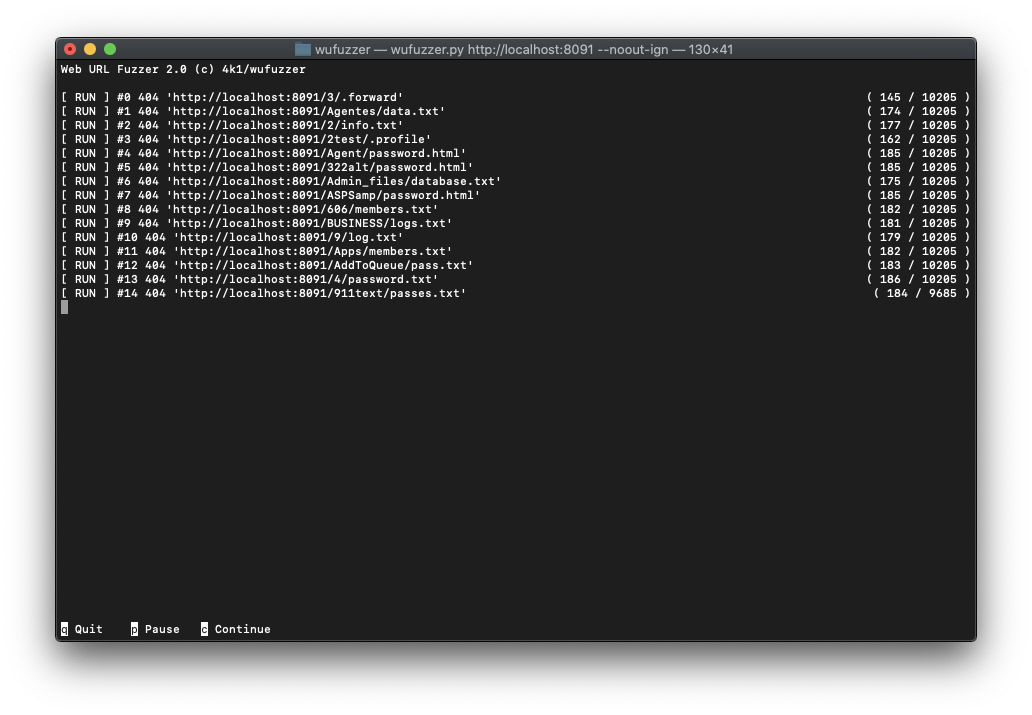 wufuzzer — wufuzzer.py http://localhost:8091 --noout-ign — 130×41
Web URL Fuzzer 2.0 (c) 4k1/wufuzzer
[ RUN ] #0 404 'http://localhost:8091/3/.forward' ( 145 / 10205 )
[ RUN ] #1 404 'http://localhost:8091/Agentes/data.txt' ( 174 / 10205 )
[ RUN ] #2 404 'http://localhost:8091/2/info.txt' ( 177 / 10205 )
[ RUN ] #3 404 'http://localhost:8091/2test/.profile' ( 162 / 10205 )
[ RUN ] #4 404 'http://localhost:8091/Agent/password.html' ( 185 / 10205 )
[ RUN ] #5 404 'http://localhost:8091/322alt/password.html' ( 185 / 10205 )
[ RUN ] #6 404 'http://localhost:8091/Admin_files/database.txt' ( 175 / 10205 )
[ RUN ] #7 404 'http://localhost:8091/ASPSamp/password.html' ( 185 / 10205 )
[ RUN ] #8 404 'http://localhost:8091/606/members.txt' ( 182 / 10205 )
[ RUN ] #9 404 'http://localhost:8091/BUSINESS/logs.txt' ( 181 / 10205 )
[ RUN ] #10 404 'http://localhost:8091/9/log.txt' ( 179 / 10205 )
[ RUN ] #11 404 'http://localhost:8091/Apps/members.txt' ( 182 / 10205 )
[ RUN ] #12 404 'http://localhost:8091/AddToQueue/pass.txt' ( 183 / 10205 )
[ RUN ] #13 404 'http://localhost:8091/4/password.txt' ( 186 / 10205 )
[ RUN ] #14 404 'http://localhost:8091/911text/passes.txt' ( 184 / 9685 )
q Quit p Pause c Continue